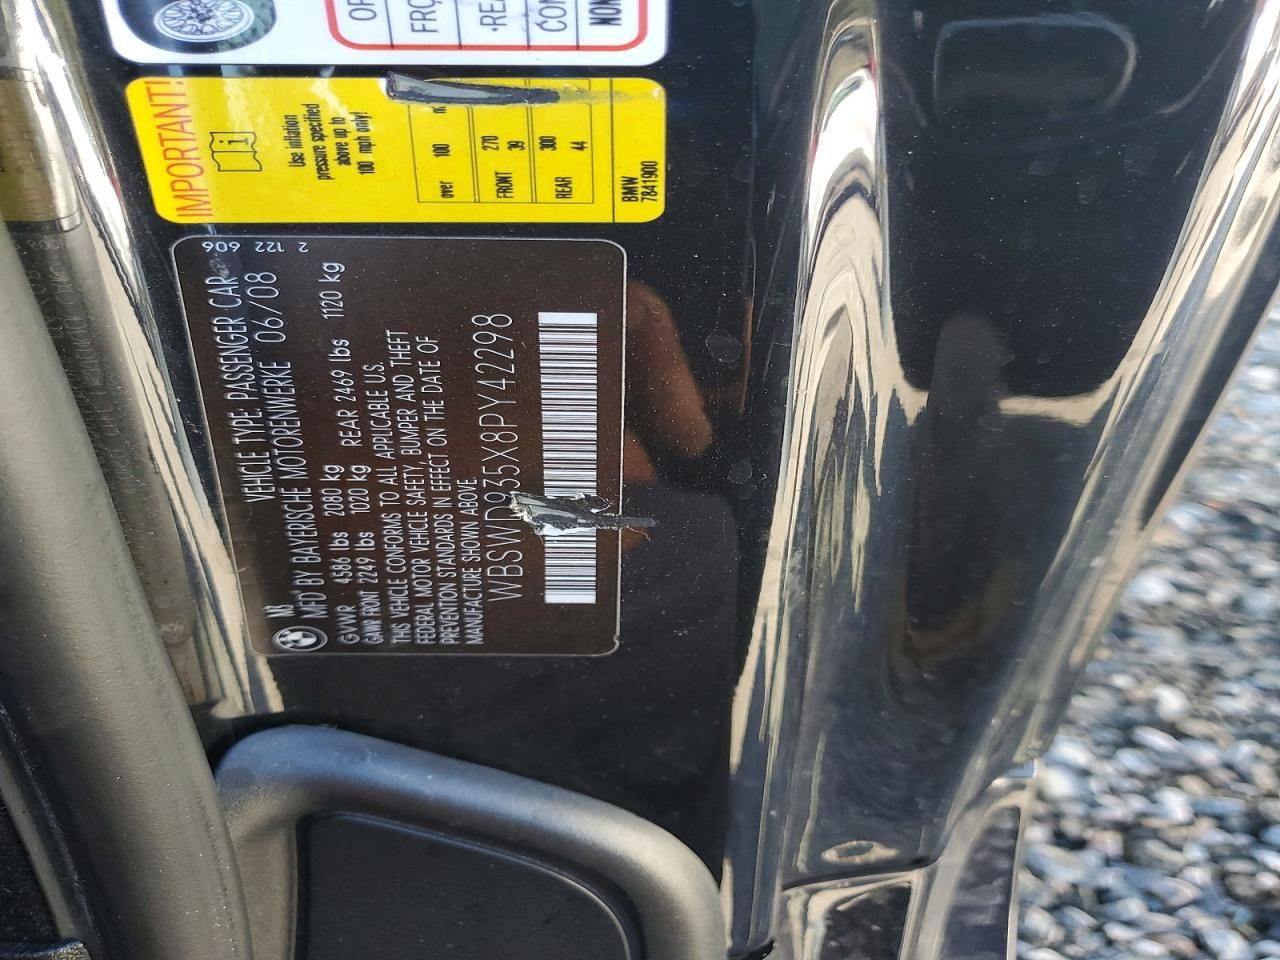 IMPORTANT!
i
Use inflation
pressure specified
above up to
100 mph only!
over 100
FRONT 270 39
REAR 300 44
BMW
7841900
2 122 606
M3 VEHICLE TYPE: PASSENGER CAR
MFD BY BAYERISCHE MOTORENWERKE 06/08
GVWR 4586 lbs 2080 kg
GAWR FRONT 2249 lbs 1020 kg REAR 2469 lbs 1120 kg
THIS VEHICLE CONFORMS TO ALL APPLICABLE U.S.
FEDERAL MOTOR VEHICLE SAFETY, BUMPER AND THEFT
PREVENTION STANDARDS IN EFFECT ON THE DATE OF
MANUFACTURE SHOWN ABOVE
WBSWD935X8PY42298